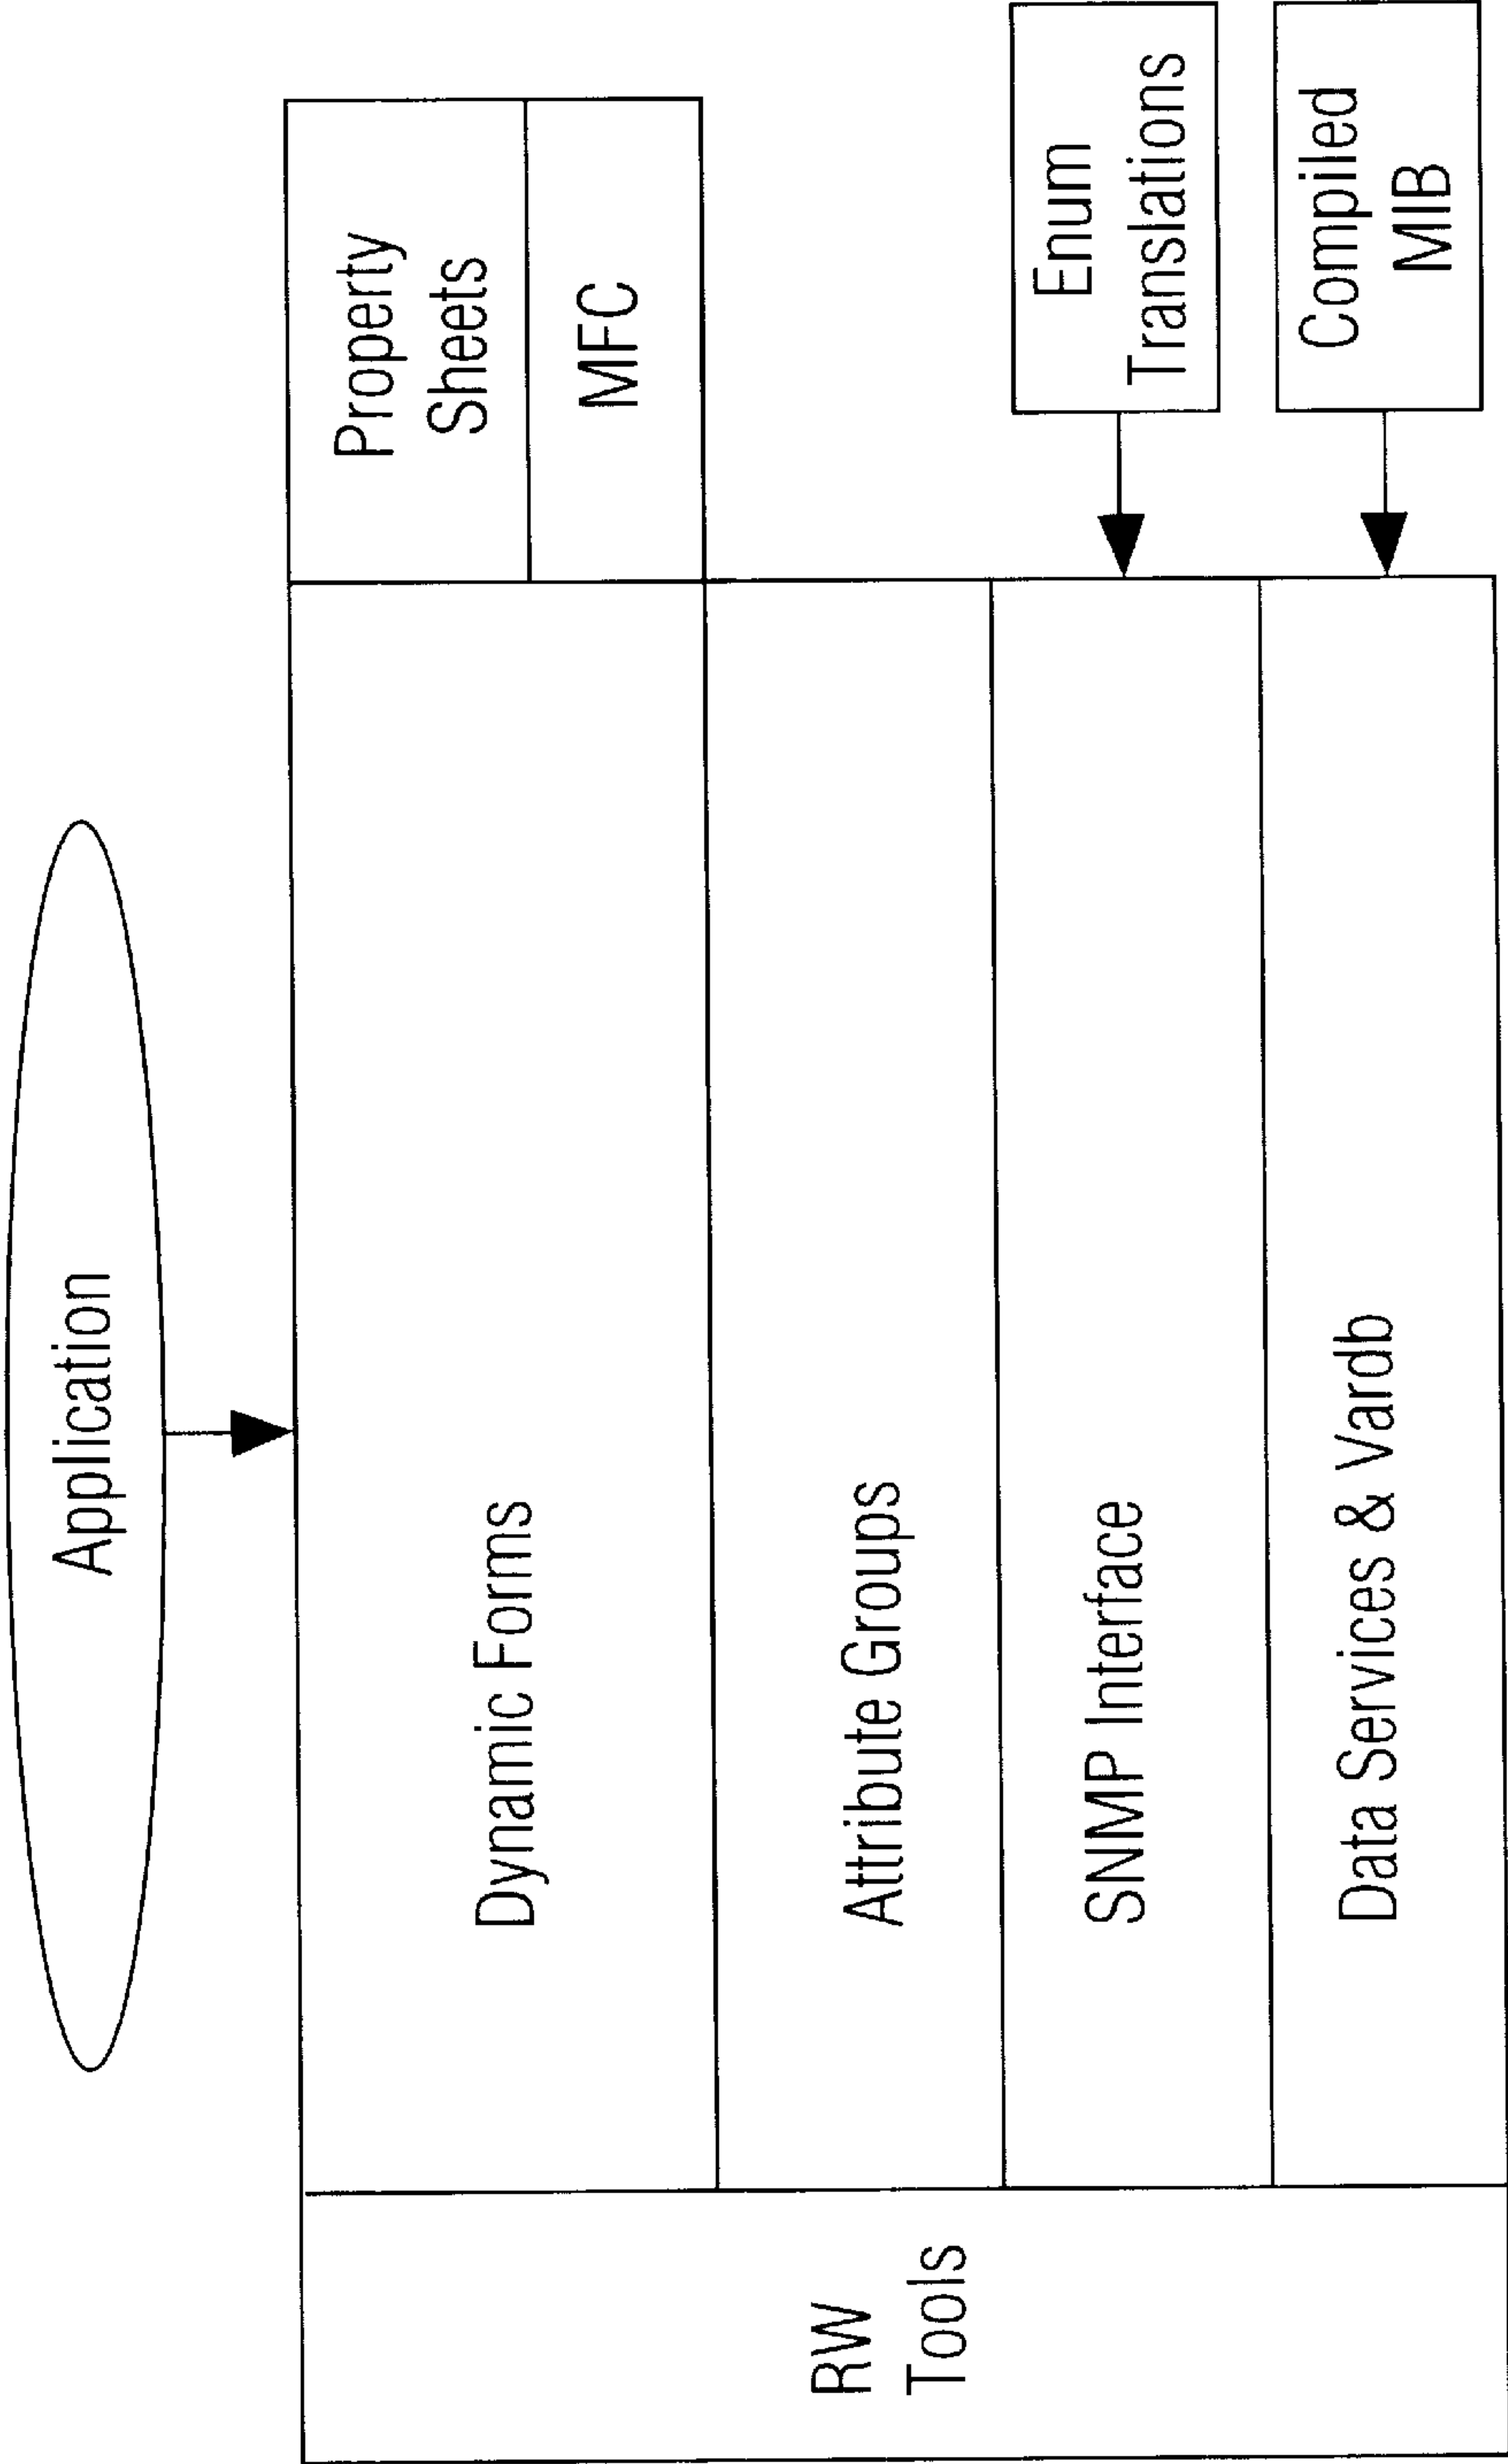 Application
Dynamic Forms
Property
Sheets
MFC
RW
Tools
Attribute Groups
SNMP Interface
Enum
Translations
Data Services & Vardb
Compiled
MIB